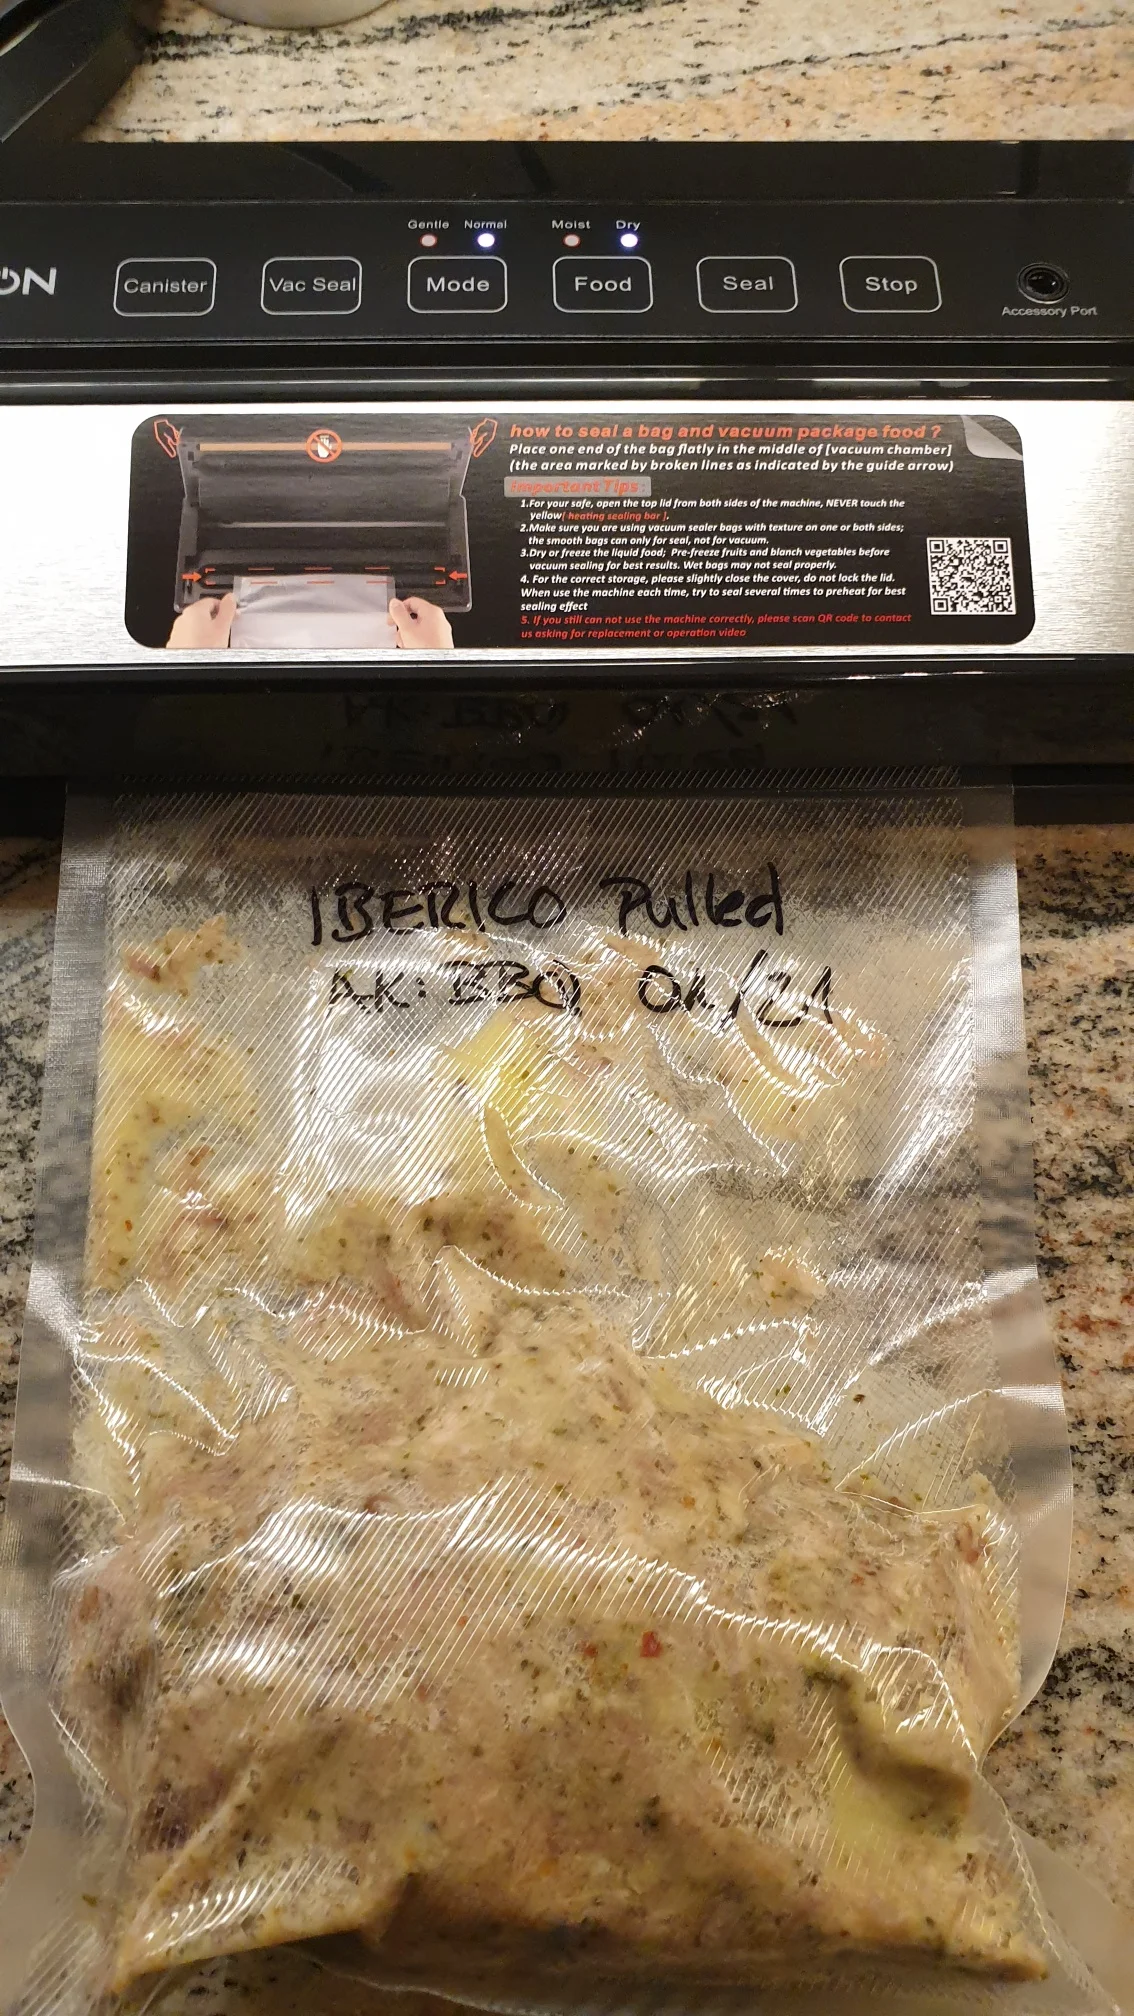 Gentle Normal Moist Dry
ON Canister Vac Seal Mode Food Seal Stop
Accessory Port
how to seal a bag and vacuum package food ?
Place one end of the bag flatly in the middle of [vacuum chamber]
(the area marked by broken lines as indicated by the guide arrow)
Important Tips:
1.For your safe, open the top lid from both sides of the machine, NEVER touch the
yellow[ heating sealing bar ].
2.Make sure you are using vacuum sealer bags with texture on one or both sides;
the smooth bags can only for seal, not for vacuum.
3.Dry or freeze the liquid food; Pre-freeze fruits and blanch vegetables before
vacuum sealing for best results. Wet bags may not seal properly.
4. For the correct storage, please slightly close the cover, do not lock the lid.
When use the machine each time, try to seal several times to preheat for best
sealing effect
5. If you still can not use the machine correctly, please scan QR code to contact
us asking for replacement or operation video
IBERICO Pulled
AK: BBQ